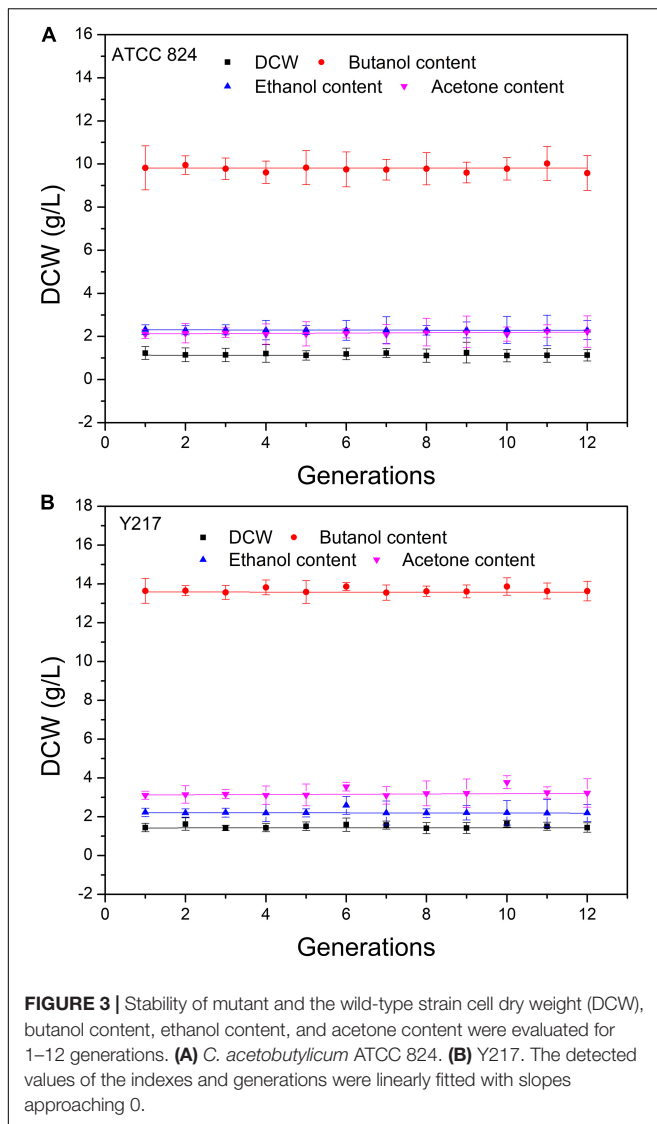 A
ATCC 824
DCW Butanol content
Ethanol content Acetone content
16
14
12
10
8
6
4
2
0
-2
DCW (g/L)
0 2 4 6 8 10 12
Generations
B
Y217
DCW Butanol content
Ethanol content Acetone content
18
16
14
12
10
8
6
4
2
0
-2
DCW (g/L)
0 2 4 6 8 10 12
Generations
FIGURE 3 | Stability of mutant and the wild-type strain cell dry weight (DCW),
butanol content, ethanol content, and acetone content were evaluated for
1–12 generations. (A) C. acetobutylicum ATCC 824. (B) Y217. The detected
values of the indexes and generations were linearly fitted with slopes
approaching 0.